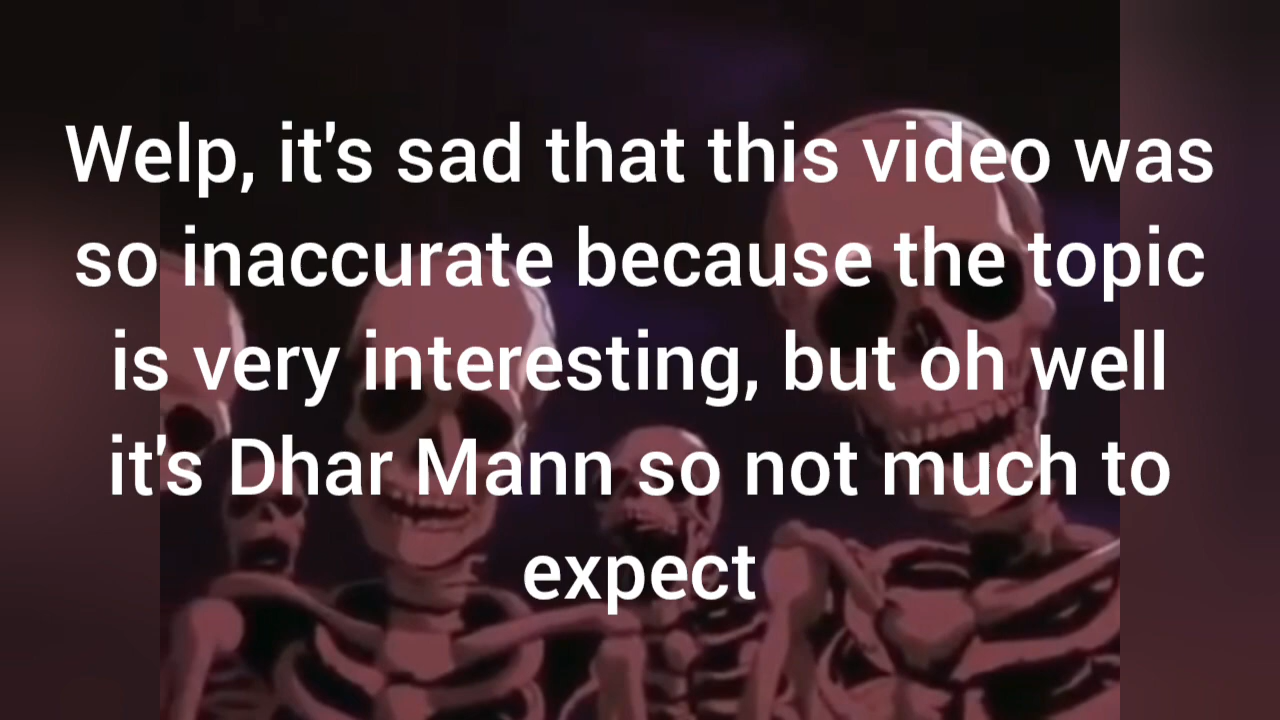 Welp, it's sad that this video was
so inaccurate because the topic
is very interesting, but oh well
it's Dhar Mann so not much to
expect